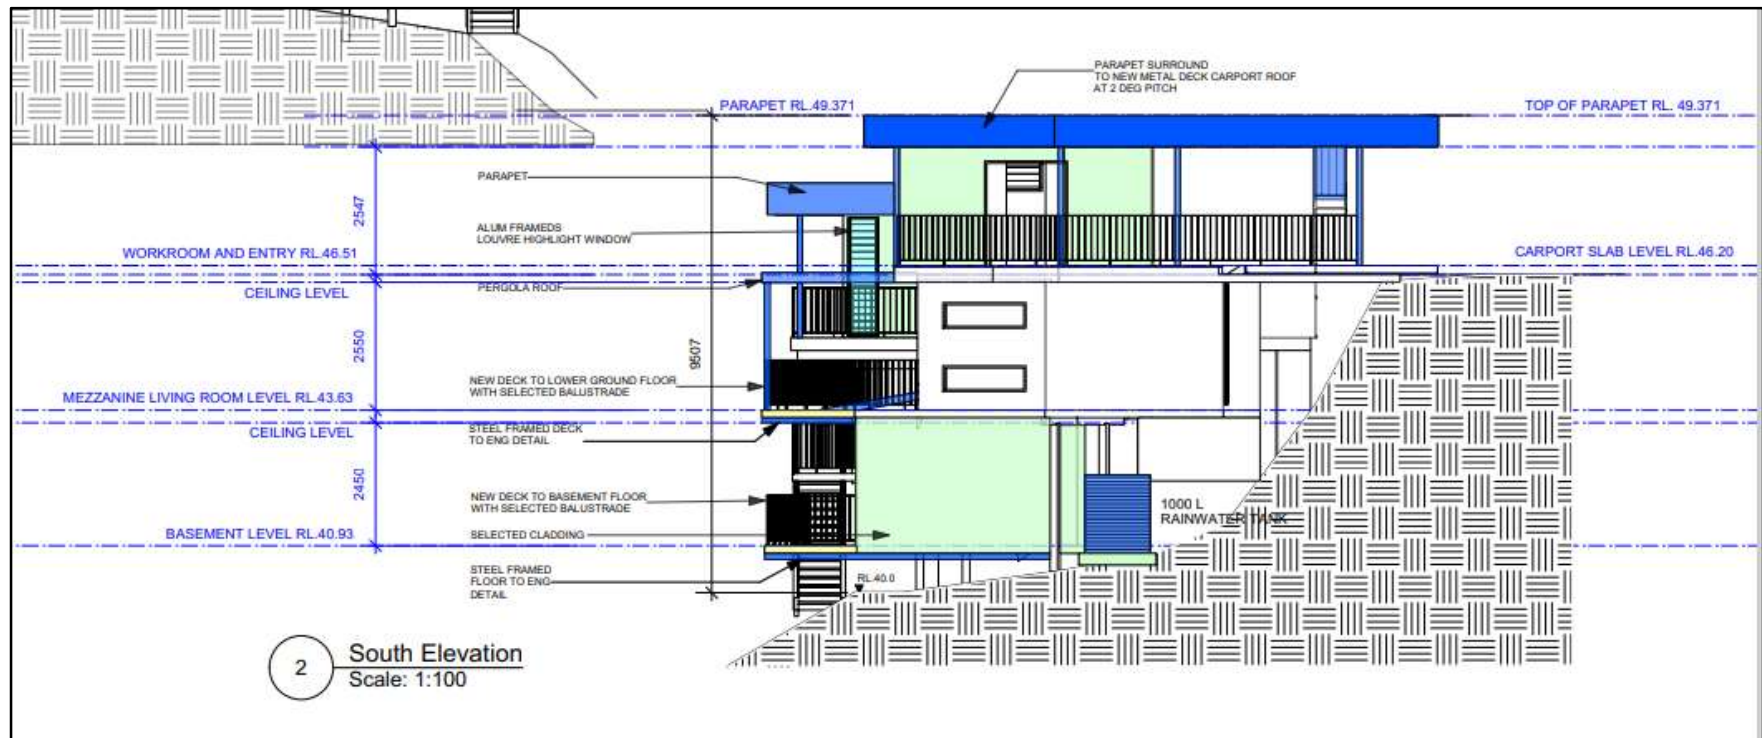 PARAPET SURROUND
TO NEW METAL DECK CARPORT ROOF
AT 2 DEG PITCH
PARAPET RL.49.371
TOP OF PARAPET RL. 49.371
PARAPET
2547
ALUM FRAMEDS
LOUVRE HIGHLIGHT WINDOW
WORKROOM AND ENTRY RL.46.51
CARPORT SLAB LEVEL RL.46.20
CEILING LEVEL
PERGOLA ROOF
2550
9507
NEW DECK TO LOWER GROUND FLOOR
WITH SELECTED BALUSTRADE
MEZZANINE LIVING ROOM LEVEL RL.43.63
CEILING LEVEL
STEEL FRAMED DECK
TO ENG DETAIL
2450
NEW DECK TO BASEMENT FLOOR
WITH SELECTED BALUSTRADE
1000 L
RAINWATER TANK
BASEMENT LEVEL RL.40.93
SELECTED CLADDING
STEEL FRAMED
FLOOR TO ENG
DETAIL
RL.40.0
2
South Elevation
Scale: 1:100